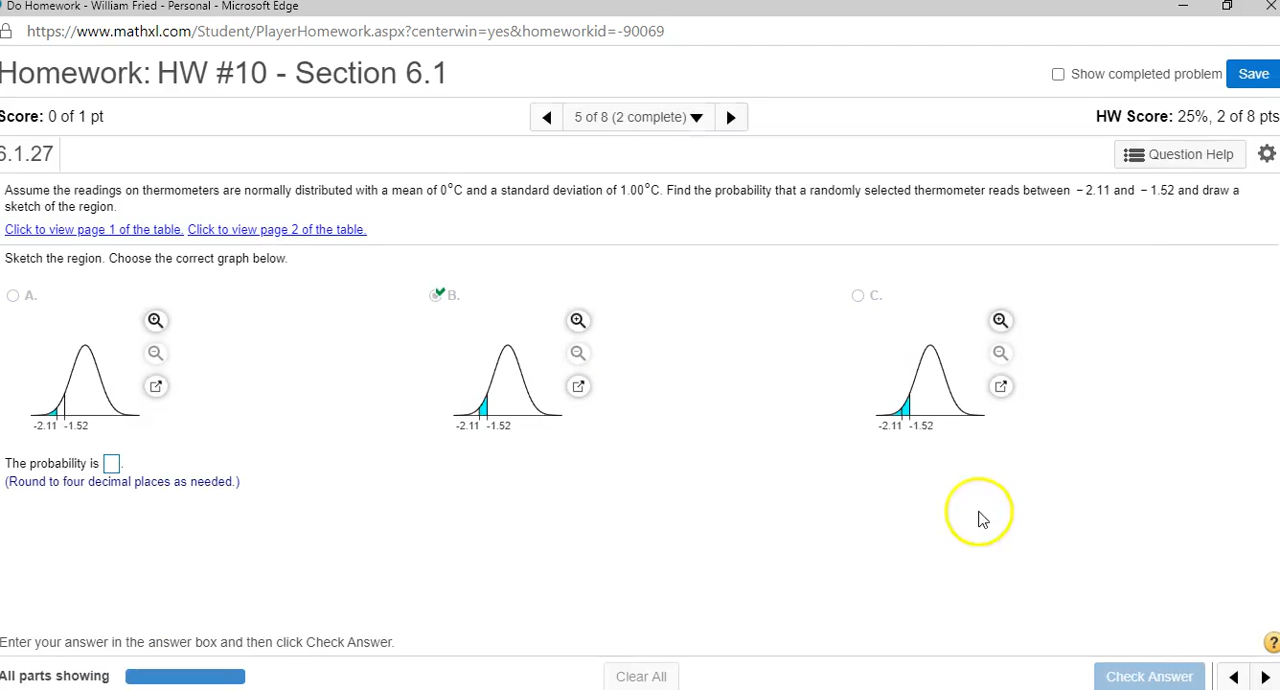 Do Homework - William Fried - Personal - Microsoft Edge
https://www.mathxl.com/Student/PlayerHomework.aspx?centerwin=yes&homeworkid=-90069
Homework: HW #10 - Section 6.1
Show completed problem
Save
Score: 0 of 1 pt
5 of 8 (2 complete)
HW Score: 25%, 2 of 8 pts
6.1.27
Question Help
Assume the readings on thermometers are normally distributed with a mean of 0°C and a standard deviation of 1.00°C. Find the probability that a randomly selected thermometer reads between − 2.11 and − 1.52 and draw a
sketch of the region.
Click to view page 1 of the table. Click to view page 2 of the table.
Sketch the region. Choose the correct graph below.
A.
B.
C.
-2.11 -1.52
-2.11 -1.52
-2.11 -1.52
The probability is .
(Round to four decimal places as needed.)
Enter your answer in the answer box and then click Check Answer.
?
All parts showing
Clear All
Check Answer